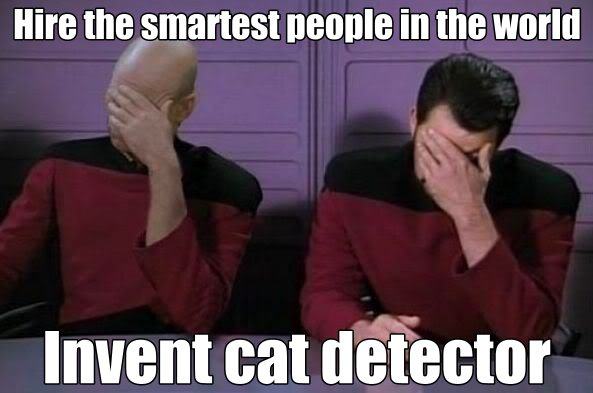 Hire the smartest people in the world
Invent cat detector